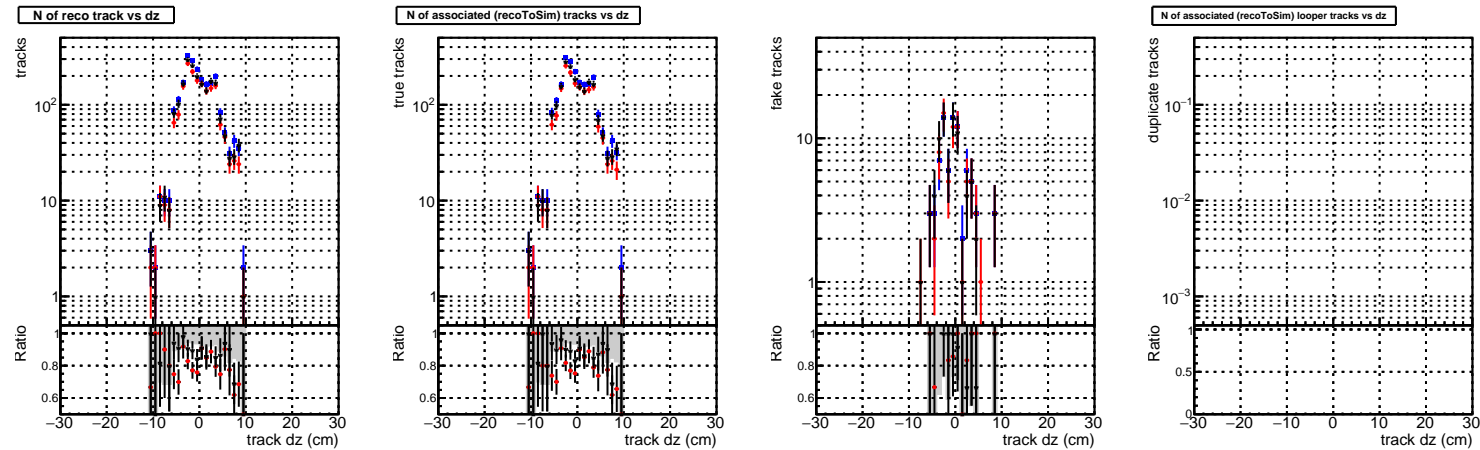 N of reco track vs dz
tracks
10²
10
1
Ratio
1
0.8
0.6
−30 −20 −10 0 10 20 30
track dz (cm)
N of associated (recoToSim) tracks vs dz
true tracks
10²
10
1
Ratio
1
0.8
0.6
−30 −20 −10 0 10 20 30
track dz (cm)
fake tracks
10
1
Ratio
1
0.8
0.6
−30 −20 −10 0 10 20 30
track dz (cm)
N of associated (recoToSim) looper tracks vs dz
duplicate tracks
10⁻¹
10⁻²
10⁻³
Ratio
1
0.5
0
−30 −20 −10 0 10 20 30
track dz (cm)